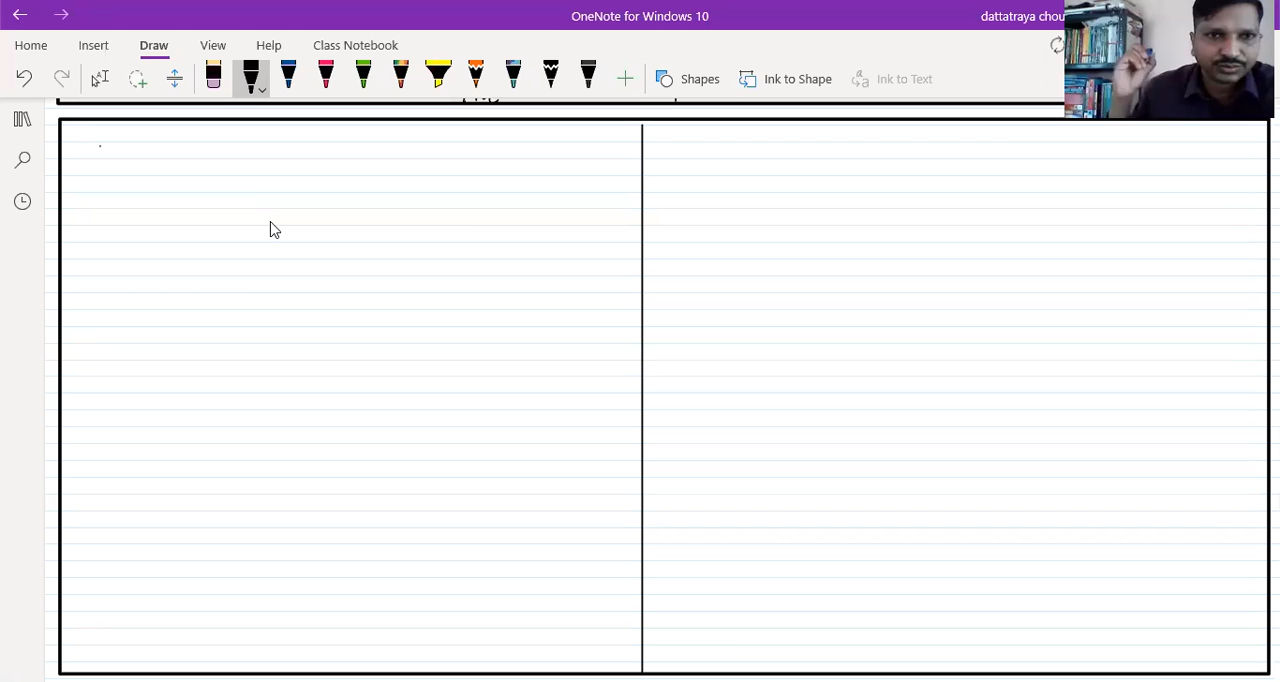 OneNote for Windows 10
dattatraya chou
Home Insert Draw View Help Class Notebook
Shapes Ink to Shape Ink to Text